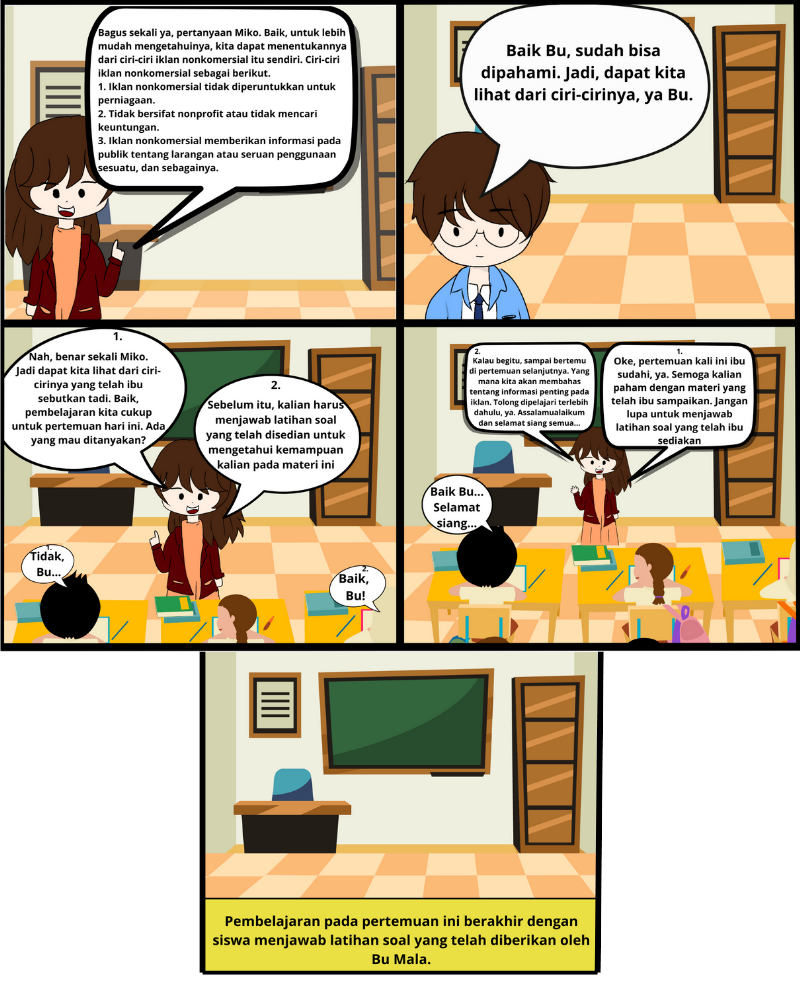 Bagus sekali ya, pertanyaan Miko. Baik, untuk lebih
mudah mengetahuinya, kita dapat menentukannya
dari ciri-ciri iklan nonkomersial itu sendiri. Ciri-ciri
iklan nonkomersial sebagai berikut.
1. Iklan nonkomersial tidak diperuntukkan untuk
perniagaan.
2. Tidak bersifat nonprofit atau tidak mencari
keuntungan.
3. Iklan nonkomersial memberikan informasi pada
publik tentang larangan atau seruan penggunaan
sesuatu, dan sebagainya.
Baik Bu, sudah bisa
dipahami. Jadi, dapat kita
lihat dari ciri-cirinya, ya Bu.
1.
Nah, benar sekali Miko.
Jadi dapat kita lihat dari ciri-
cirinya yang telah ibu
sebutkan tadi. Baik,
pembelajaran kita cukup
untuk pertemuan hari ini. Ada
yang mau ditanyakan?
1.
Tidak,
Bu...
2.
Sebelum itu, kalian harus
menjawab latihan soal
yang telah disedian untuk
mengetahui kemampuan
kalian pada materi ini
2.
Baik,
Bu!
1.
Oke, pertemuan kali ini ibu
sudahi, ya. Semoga kalian
paham dengan materi yang
telah ibu sampaikan. Jangan
lupa untuk menjawab
latihan soal yang telah ibu
sediakan
2.
Kalau begitu, sampai bertemu
di pertemuan selanjutnya. Yang
mana kita akan membahas
tentang informasi penting pada
iklan. Tolong dipelajari terlebih
dahulu, ya. Assalamualaikum
dan selamat siang semua...
Baik Bu...
Selamat
siang...
Pembelajaran pada pertemuan ini berakhir dengan
siswa menjawab latihan soal yang telah diberikan oleh
Bu Mala.